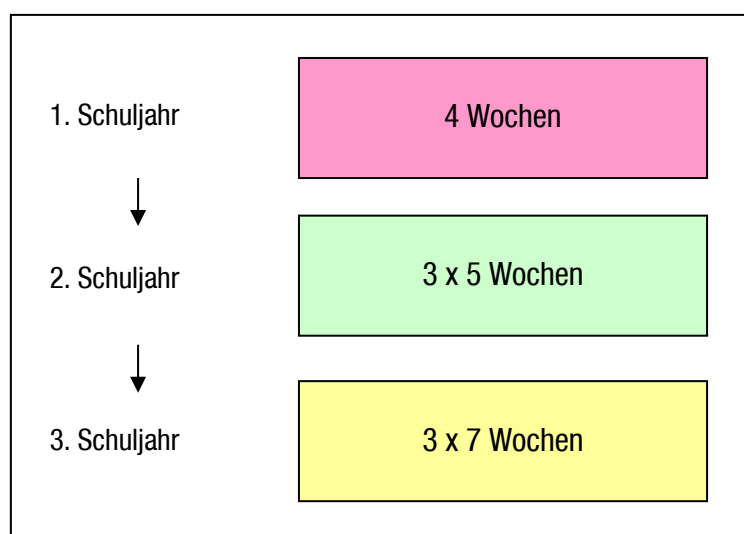 1. Schuljahr
4 Wochen
2. Schuljahr
3 x 5 Wochen
3. Schuljahr
3 x 7 Wochen